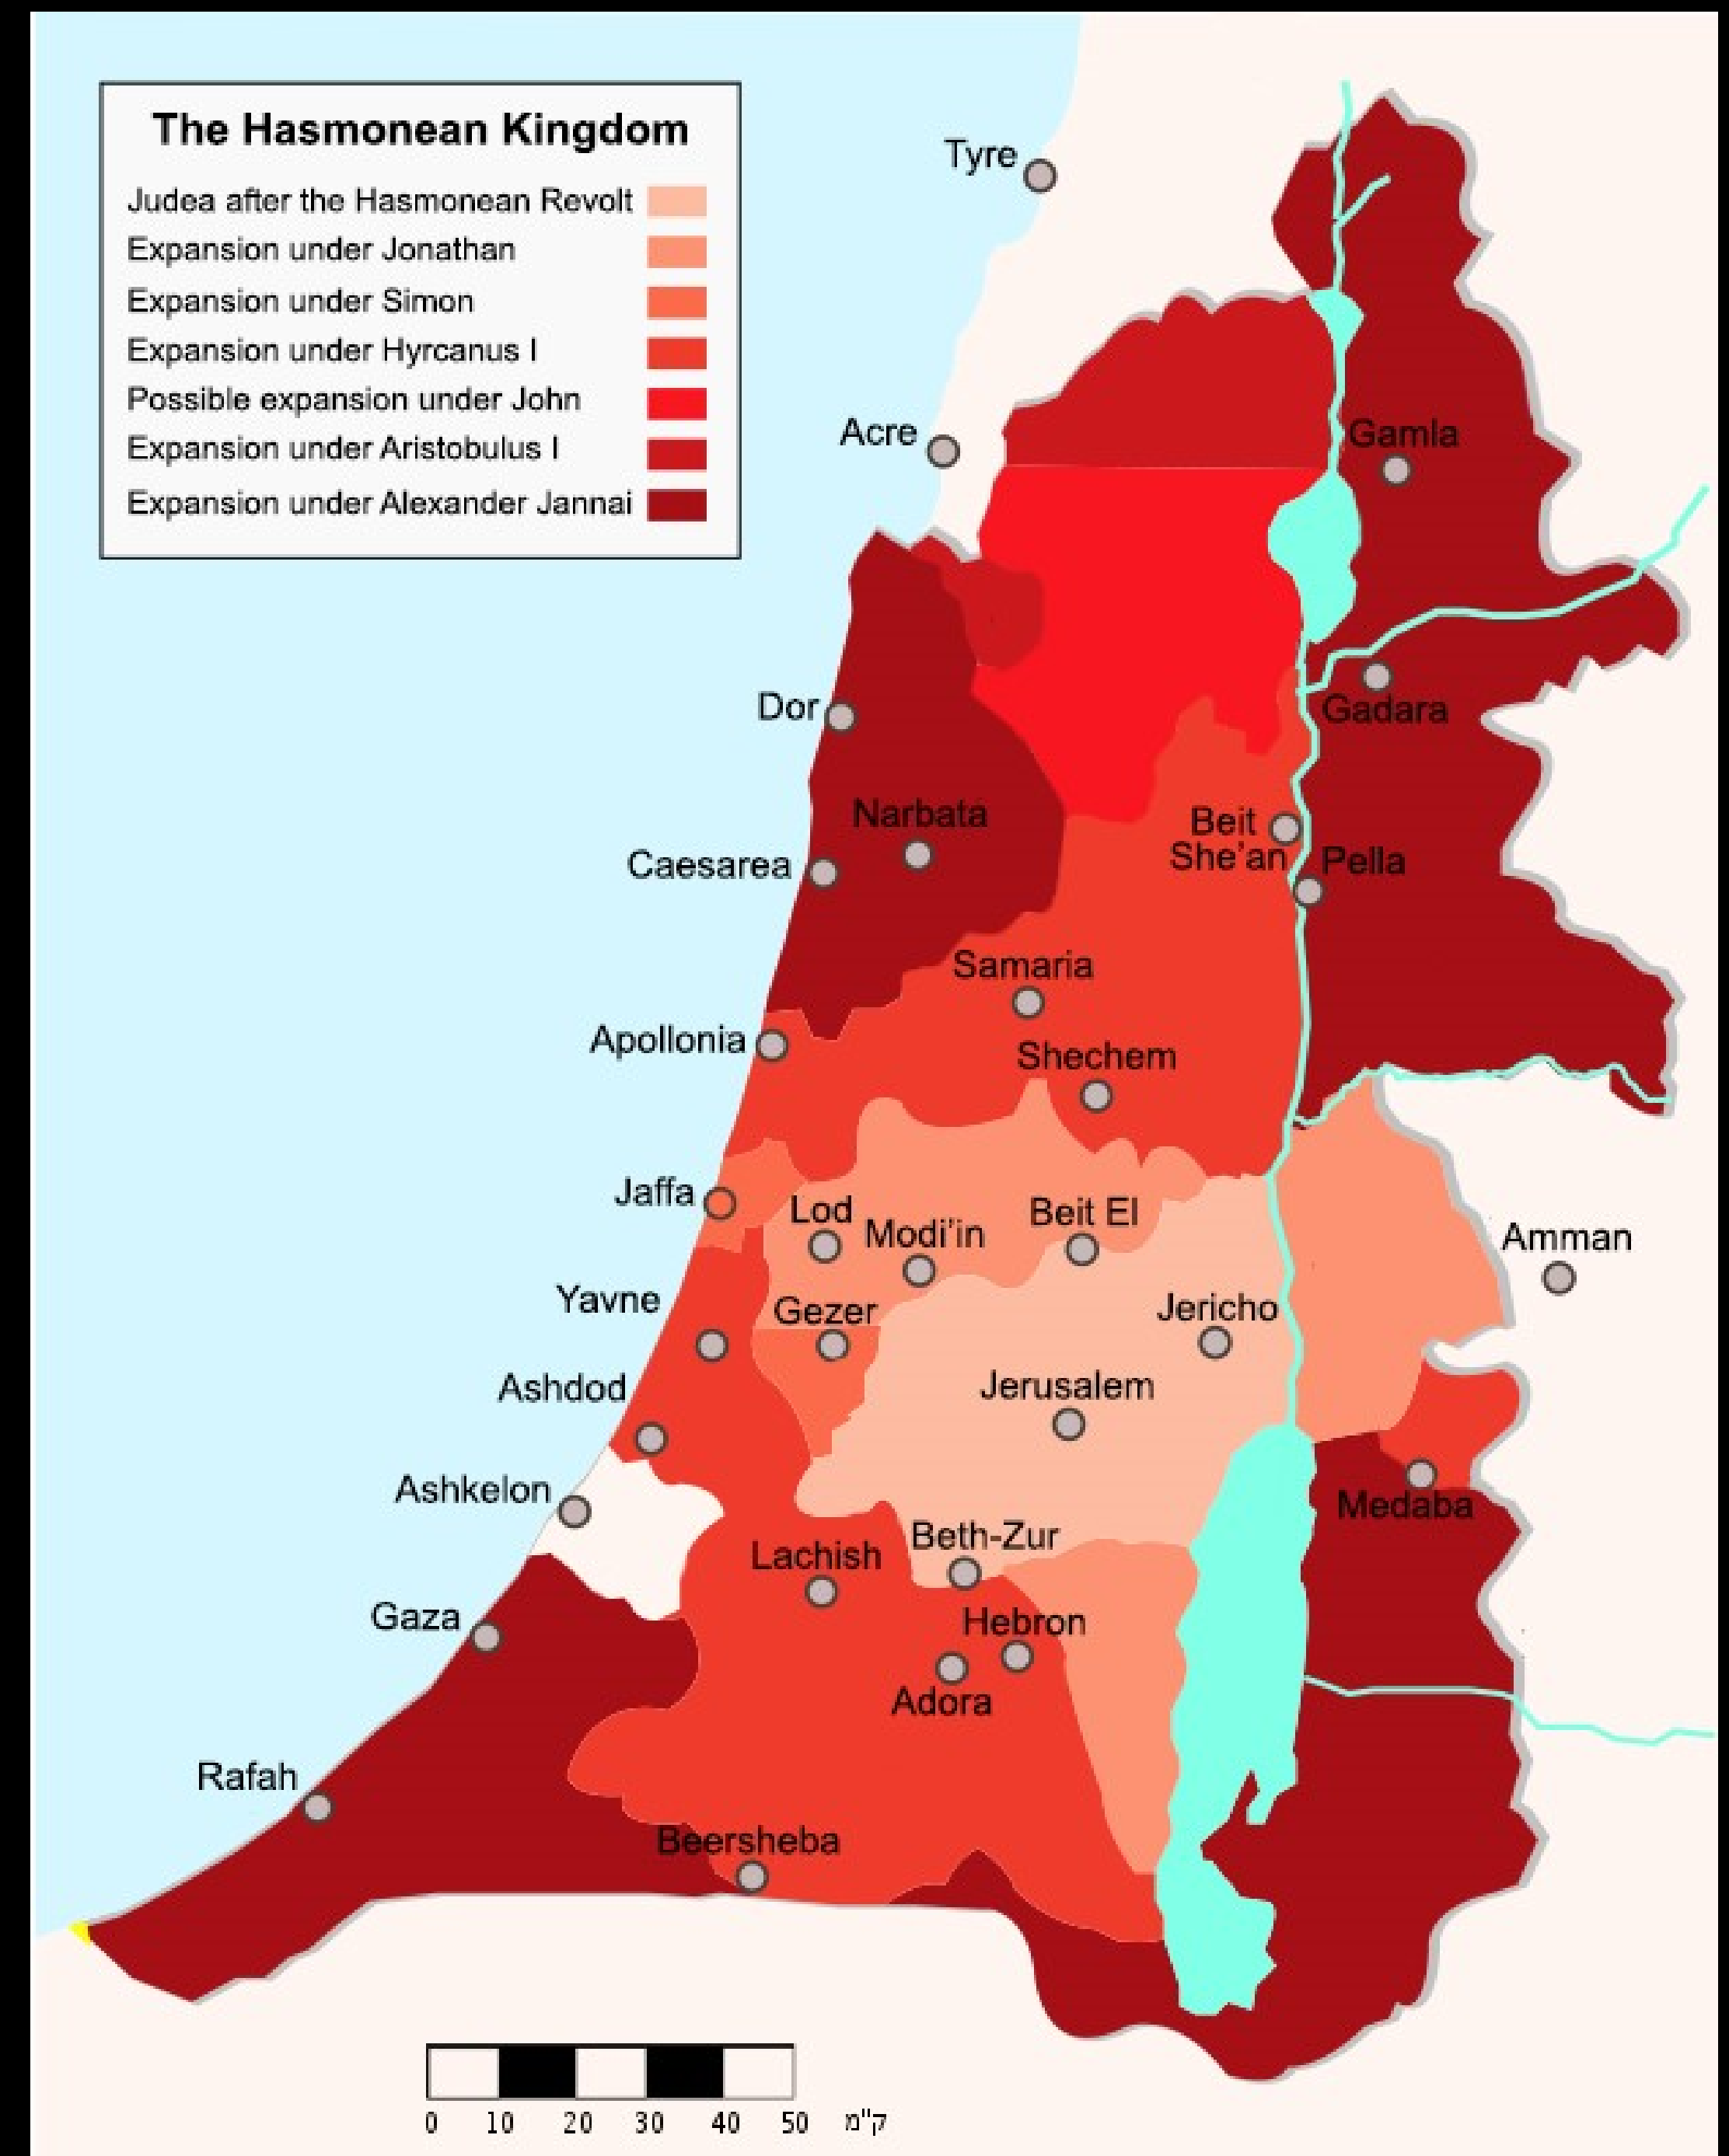 The Hasmonean Kingdom
Judea after the Hasmonean Revolt
Expansion under Jonathan
Expansion under Simon
Expansion under Hyrcanus I
Possible expansion under John
Expansion under Aristobulus I
Expansion under Alexander Jannai
Tyre
Acre
Gamla
Dor
Gadara
Narbata
Caesarea
Beit
She'an
Pella
Samaria
Apollonia
Shechem
Jaffa
Lod
Modi'in
Beit El
Amman
Yavne
Gezer
Jericho
Ashdod
Jerusalem
Ashkelon
Medaba
Lachish
Beth-Zur
Gaza
Hebron
Adora
Rafah
Beersheba
0 10 20 30 40 50 ק"מ